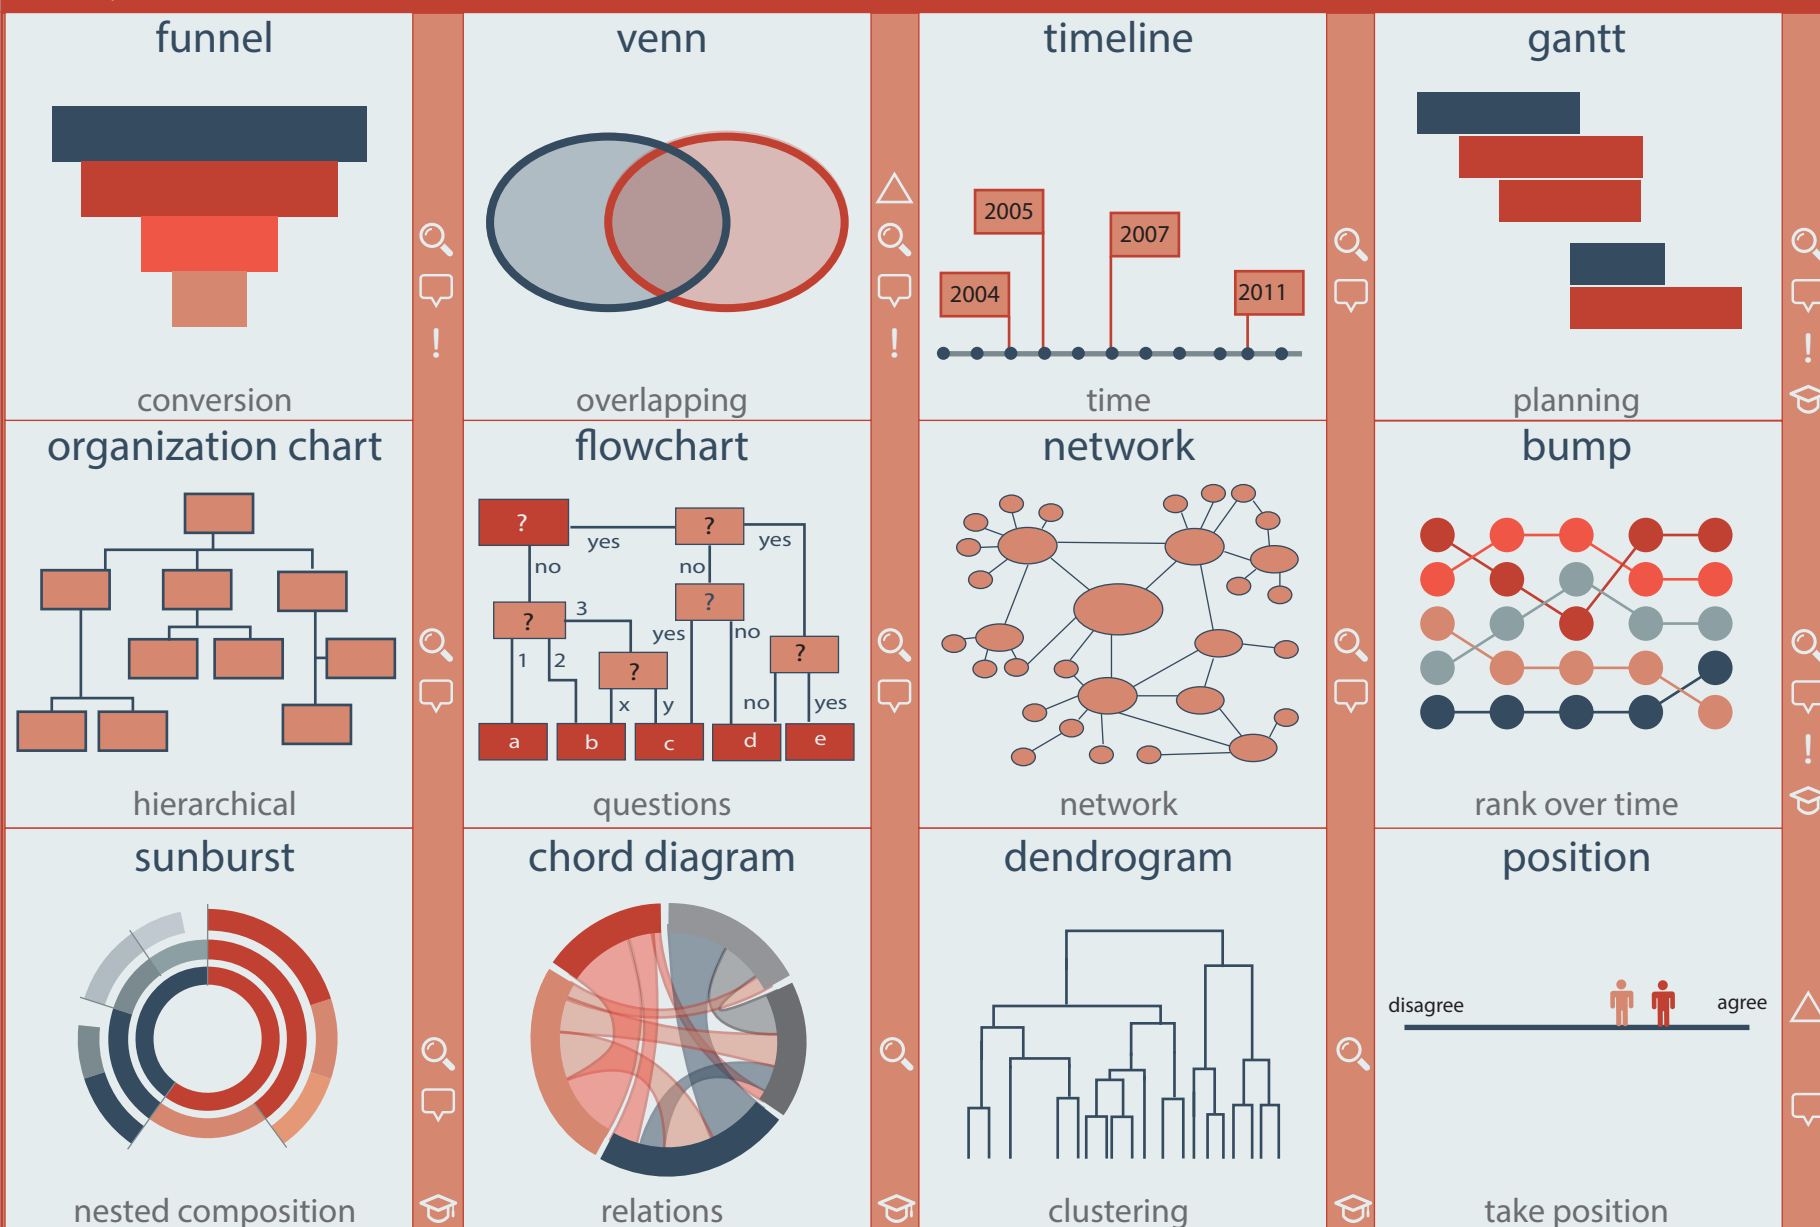 funnel
venn
timeline
gantt
2005
2007
2004
2011
!
!
!
conversion
overlapping
time
planning
organization chart
flowchart
network
bump
?
?
yes
yes
no
no
?
3
?
yes
no
?
1
2
?
no
yes
x
y
a
b
c
d
e
!
hierarchical
questions
network
rank over time
sunburst
chord diagram
dendrogram
position
disagree
agree
nested composition
relations
clustering
take position